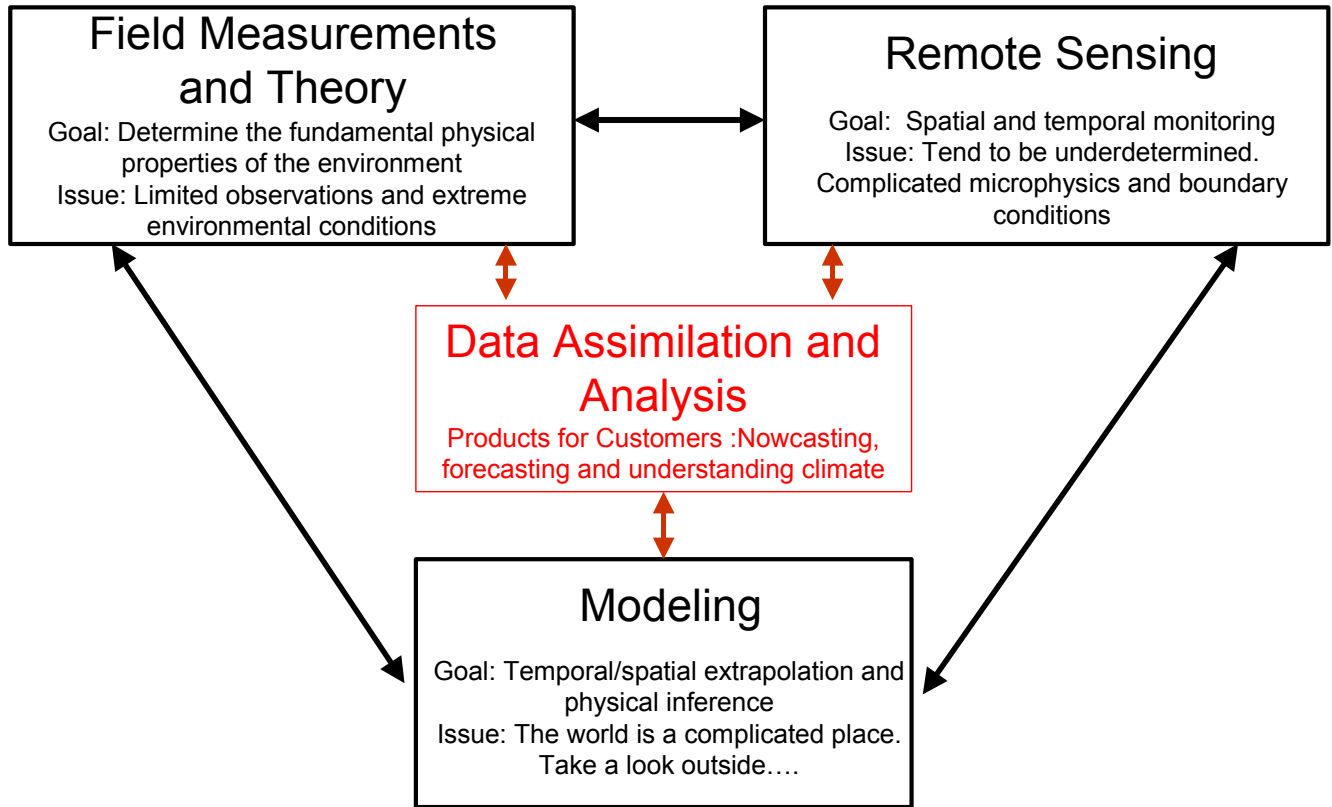 Field Measurements
and Theory
Goal: Determine the fundamental physical
properties of the environment
Issue: Limited observations and extreme
environmental conditions
Remote Sensing
Goal:  Spatial and temporal monitoring
Issue: Tend to be underdetermined.
Complicated microphysics and boundary
conditions
Data Assimilation and
Analysis
Products for Customers :Nowcasting,
forecasting and understanding climate
Modeling
Goal: Temporal/spatial extrapolation and
physical inference
Issue: The world is a complicated place.
Take a look outside….